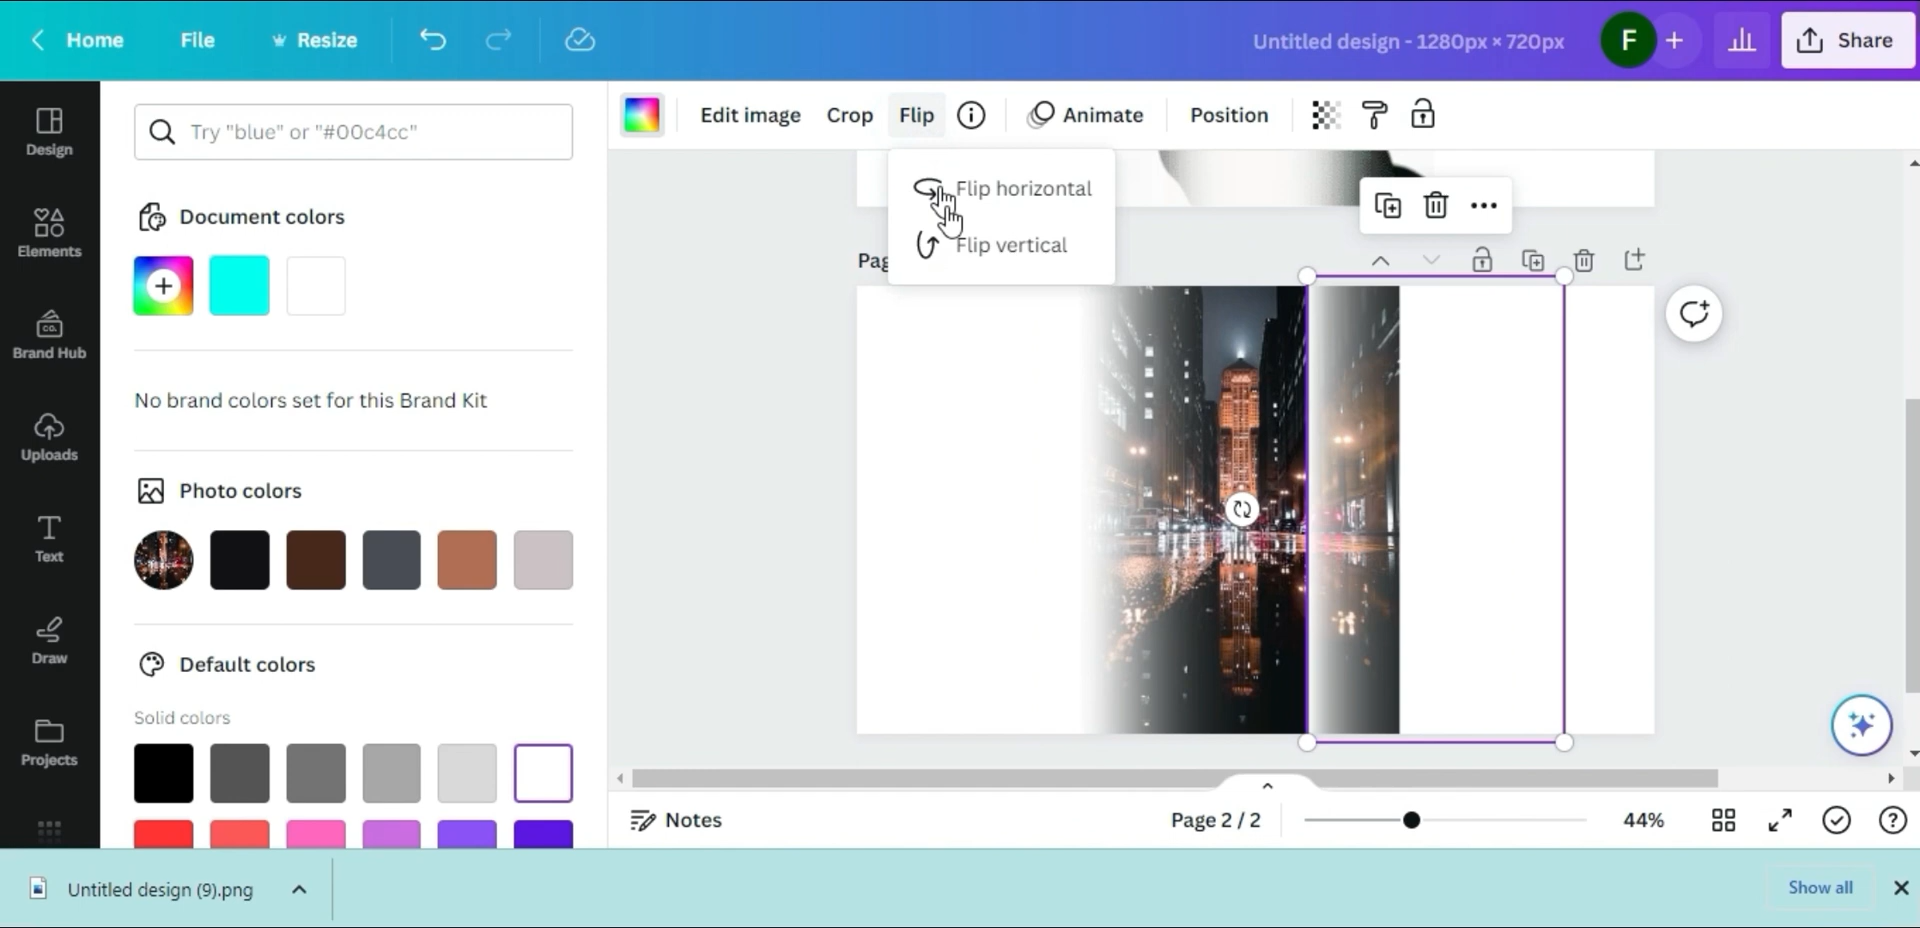 Home File Resize Untitled design - 1280px × 720px F + Share
Try "blue" or "#00c4cc"
Edit image Crop Flip Animate Position
Design
Flip horizontal
Flip vertical
Document colors
Elements
Pag
Brand Hub
CO.
No brand colors set for this Brand Kit
Uploads
Photo colors
Text
Draw
Default colors
Solid colors
Projects
Notes Page 2 / 2 44%
Untitled design (9).png Show all